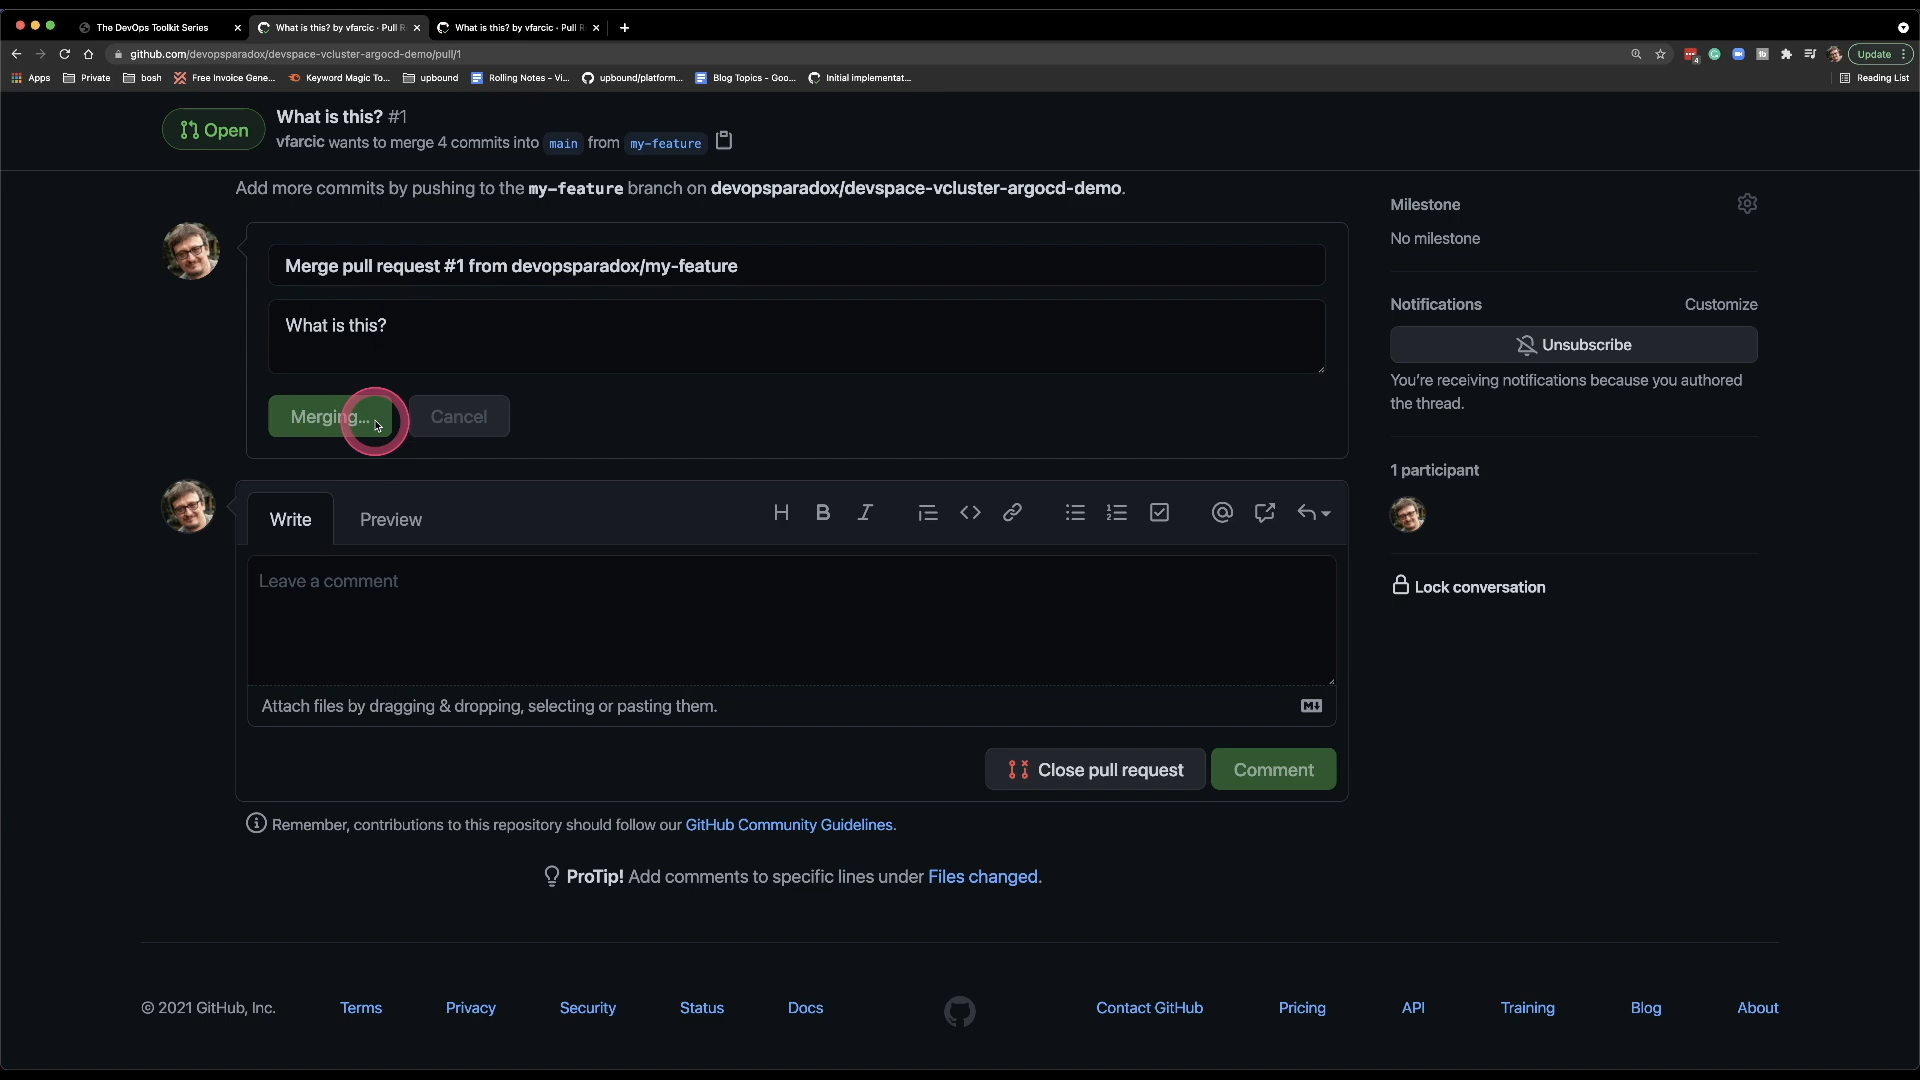 The DevOps Toolkit Series
What is this? by vfarcic · Pull R
What is this? by vfarcic · Pull R
github.com/devopsparadox/devspace-vcluster-argocd-demo/pull/1
Update
Apps
Private
bosh
Free Invoice Gene...
Keyword Magic To...
upbound
Rolling Notes - Vi...
upbound/platform...
Blog Topics - Goo...
Initial implementat...
Reading List
Open
What is this? #1
vfarcic wants to merge 4 commits into main from my-feature
Add more commits by pushing to the my-feature branch on devopsparadox/devspace-vcluster-argocd-demo.
Merge pull request #1 from devopsparadox/my-feature
What is this?
Merging...
Cancel
Write
Preview
Leave a comment
Attach files by dragging & dropping, selecting or pasting them.
Close pull request
Comment
Remember, contributions to this repository should follow our GitHub Community Guidelines.
ProTip! Add comments to specific lines under Files changed.
Milestone
No milestone
Notifications
Customize
Unsubscribe
You're receiving notifications because you authored
the thread.
1 participant
Lock conversation
© 2021 GitHub, Inc.
Terms
Privacy
Security
Status
Docs
Contact GitHub
Pricing
API
Training
Blog
About